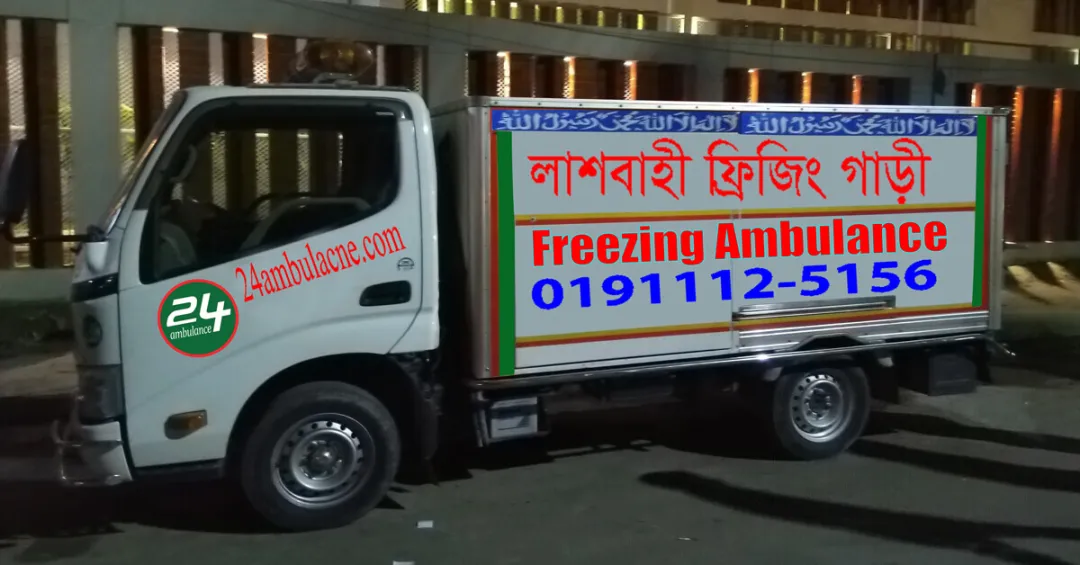 لا اله الا الله محمد رسول الله لا اله الا الله محمد رسول الله
লাশবাহী ফ্রিজিং গাড়ী
Freezing Ambulance
0191112-5156
24ambulacne.com
24
ambulance